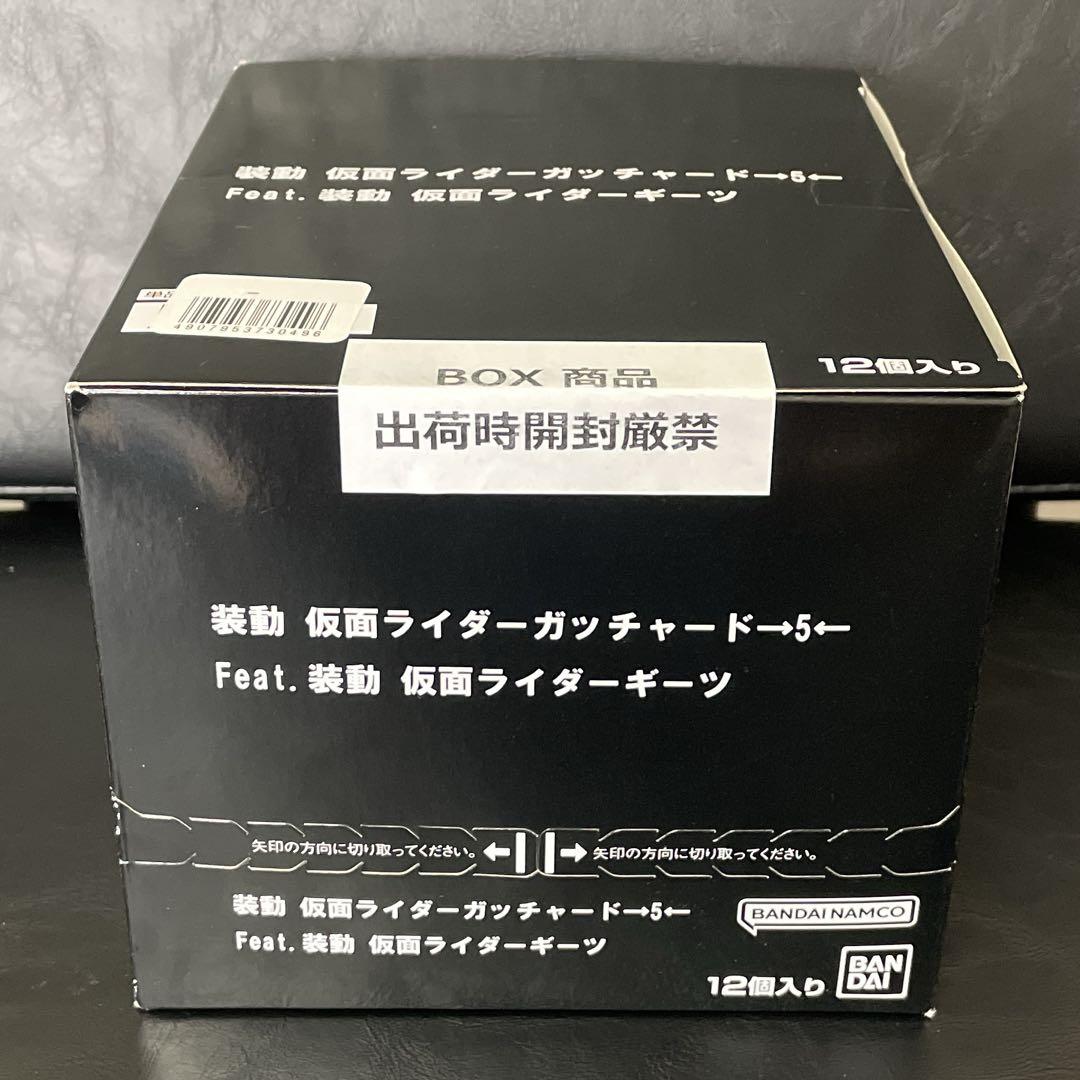 装動 仮面ライダーガッチャード→5←
Feat.装動 仮面ライダーギーツ
4907953730496
12個入り
BOX 商品
出荷時開封厳禁
装動 仮面ライダーガッチャード→5←
Feat.装動 仮面ライダーギーツ
矢印の方向に切り取ってください。← → 矢印の方向に切り取ってください。
装動 仮面ライダーガッチャード→5←
Feat.装動 仮面ライダーギーツ
BANDAI NAMCO
12個入り
BAN
DAI